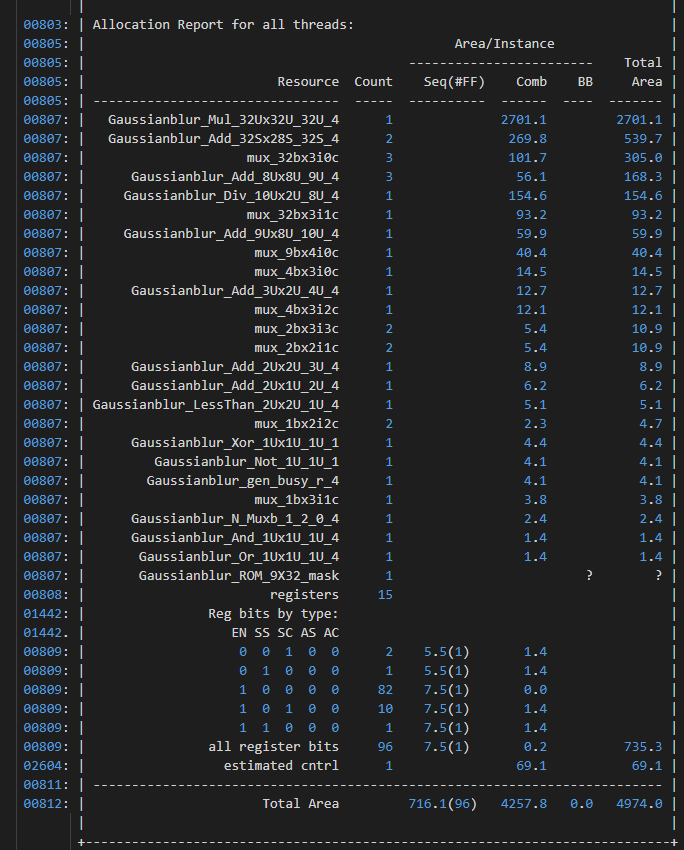 |                                                                             |
00803: | Allocation Report for all threads:                                          |
00805: |                                                Area/Instance                |
00805: |                                          ------------------------    Total  |
00805: |                         Resource  Count    Seq(#FF)    Comb    BB     Area  |
00805: | --------------------------------  -----  -----------  ------  ----  ------- |
00807: |   Gaussianblur_Mul_32Ux32U_32U_4      1               2701.1         2701.1 |
00807: |   Gaussianblur_Add_32Sx28S_32S_4      2                269.8          539.7 |
00807: |                     mux_32bx3i0c      3                101.7          305.0 |
00807: |      Gaussianblur_Add_8Ux8U_9U_4      3                 56.1          168.3 |
00807: |     Gaussianblur_Div_10Ux2U_8U_4      1                154.6          154.6 |
00807: |                     mux_32bx3i1c      1                 93.2           93.2 |
00807: |     Gaussianblur_Add_9Ux8U_10U_4      1                 59.9           59.9 |
00807: |                      mux_9bx4i0c      1                 40.4           40.4 |
00807: |                      mux_4bx3i0c      1                 14.5           14.5 |
00807: |      Gaussianblur_Add_3Ux2U_4U_4      1                 12.7           12.7 |
00807: |                      mux_4bx3i2c      1                 12.1           12.1 |
00807: |                      mux_2bx3i3c      2                  5.4           10.9 |
00807: |                      mux_2bx2i1c      2                  5.4           10.9 |
00807: |      Gaussianblur_Add_2Ux2U_3U_4      1                  8.9            8.9 |
00807: |      Gaussianblur_Add_2Ux1U_2U_4      1                  6.2            6.2 |
00807: | Gaussianblur_LessThan_2Ux2U_1U_4      1                  5.1            5.1 |
00807: |                      mux_1bx2i2c      2                  2.3            4.7 |
00807: |      Gaussianblur_Xor_1Ux1U_1U_1      1                  4.4            4.4 |
00807: |         Gaussianblur_Not_1U_1U_1      1                  4.1            4.1 |
00807: |        Gaussianblur_gen_busy_r_4      1                  4.1            4.1 |
00807: |                      mux_1bx3i1c      1                  3.8            3.8 |
00807: |      Gaussianblur_N_Muxb_1_2_0_4      1                  2.4            2.4 |
00807: |      Gaussianblur_And_1Ux1U_1U_4      1                  1.4            1.4 |
00807: |       Gaussianblur_Or_1Ux1U_1U_4      1                  1.4            1.4 |
00807: |       Gaussianblur_ROM_9X32_mask      1                          ?        ? |
00808: |                        registers     15                                     |
01442: |                Reg bits by type:                                            |
01442. |                   EN SS SC AS AC                                            |
00809: |                    0  0  1  0  0      2     5.5(1)       1.4                |
00809: |                    0  1  0  0  0      1     5.5(1)       1.4                |
00809: |                    1  0  0  0  0     82     7.5(1)       0.0                |
00809: |                    1  0  1  0  0     10     7.5(1)       1.4                |
00809: |                    1  1  0  0  0      1     7.5(1)       1.4                |
00809: |                all register bits     96     7.5(1)       0.2          735.3 |
02604: |                  estimated cntrl      1                 69.1           69.1 |
00811: | --------------------------------------------------------------------------- |
00812: |                       Total Area          716.1(96)   4257.8   0.0   4974.0 |
|                                                                             |
+-----------------------------------------------------------------------------+